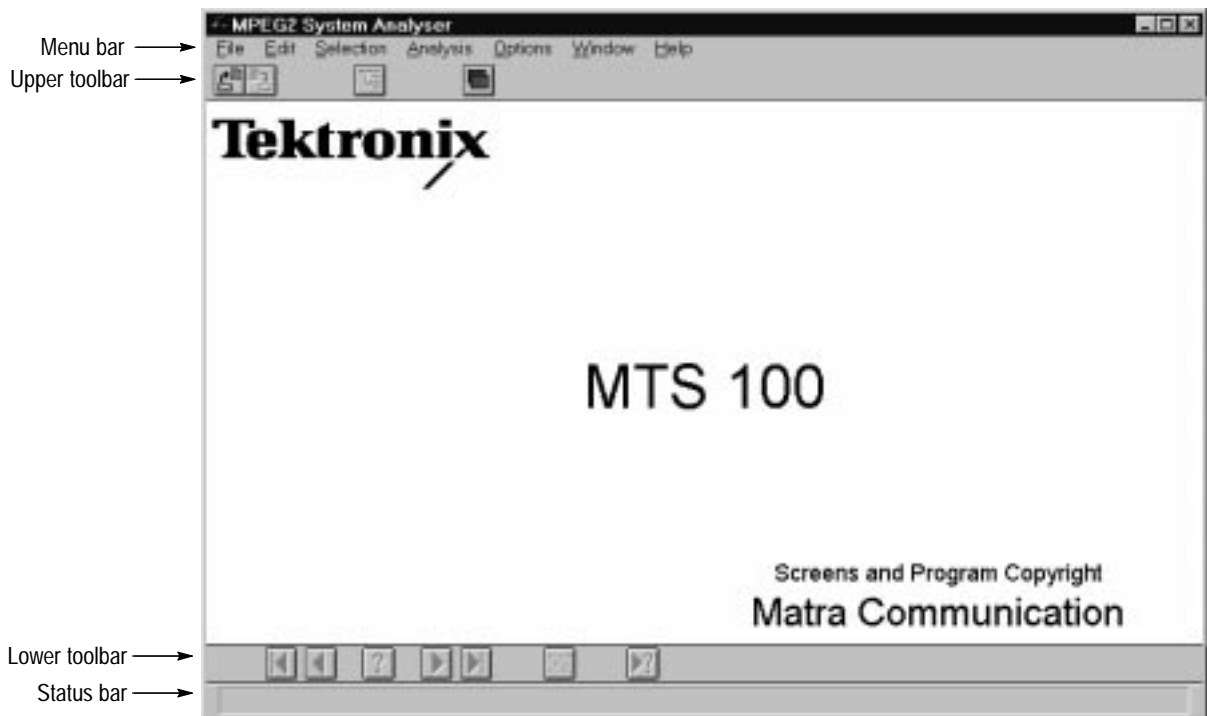 MPEG2 System Analyser
Menu bar
File Edit Selection Analysis Options Window Help
Upper toolbar
Tektronix
MTS 100
Screens and Program Copyright
Matra Communication
Lower toolbar
?
?
Status bar